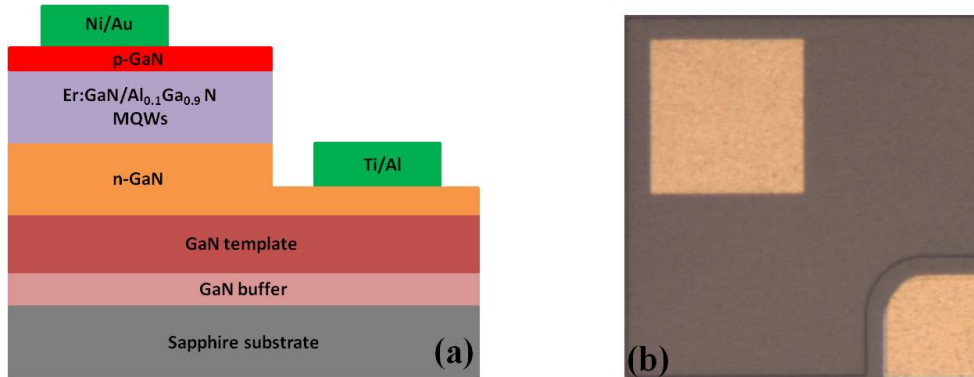 Ni/Au
p-GaN
Er:GaN/Al0.1Ga0.9 N
MQWs
n-GaN
Ti/Al
GaN template
GaN buffer
Sapphire substrate
(a)
(b)